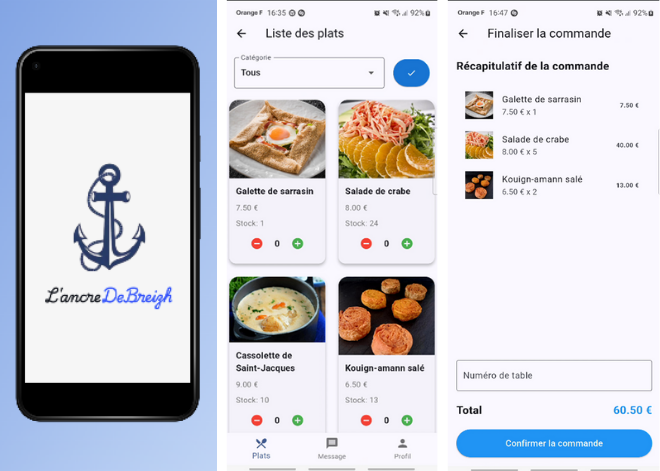 L'ancreDeBreizh
Orange F 16:35 92%
Liste des plats
Catégorie
Tous
Galette de sarrasin
7.50 €
Stock: 1
0
Salade de crabe
8.00 €
Stock: 24
0
Cassolette de
Saint-Jacques
9.00 €
Stock: 10
0
Kouign-amann salé
6.50 €
Stock: 13
0
Plats
Message
Profil
Orange F 16:47 92%
Finaliser la commande
Récapitulatif de la commande
Galette de sarrasin
7.50 € x 1
7.50 €
Salade de crabe
8.00 € x 5
40.00 €
Kouign-amann salé
6.50 € x 2
13.00 €
Numéro de table
Total 60.50 €
Confirmer la commande